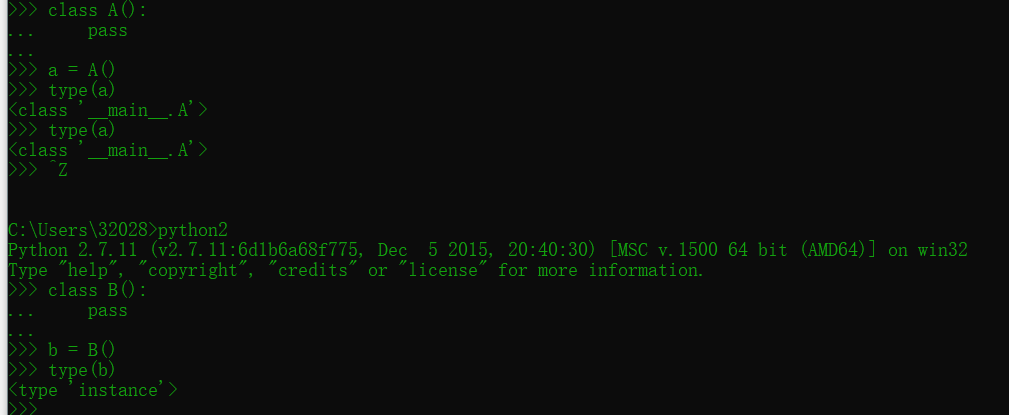 >>> class A():
...     pass
...
>>> a = A()
>>> type(a)
<class '__main__.A'>
>>> type(a)
<class '__main__.A'>
>>> ^Z
C:\Users\32028>python2
Python 2.7.11 (v2.7.11:6d1b6a68f775, Dec  5 2015, 20:40:30) [MSC v.1500 64 bit (AMD64)] on win32
Type "help", "copyright", "credits" or "license" for more information.
>>> class B():
...     pass
...
>>> b = B()
>>> type(b)
<type 'instance'>
>>>